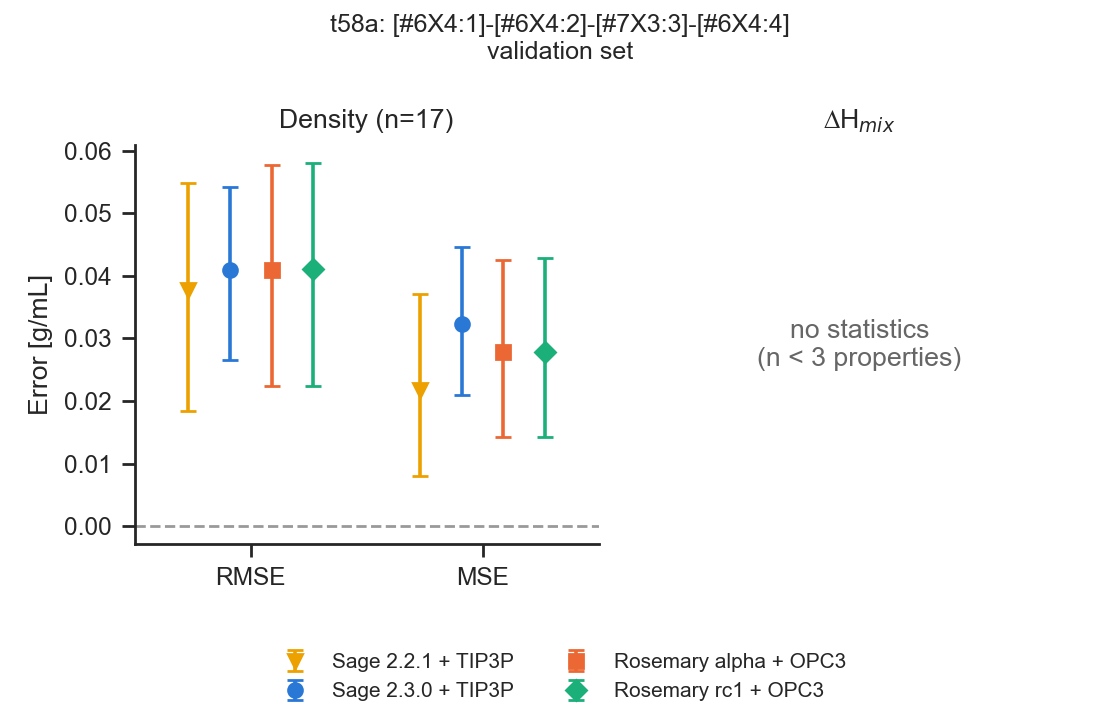 t58a: [#6X4:1]-[#6X4:2]-[#7X3:3]-[#6X4:4]
validation set
Density (n=17)
ΔHmix
0.06
0.05
0.04
0.03
0.02
0.01
0.00
Error [g/mL]
RMSE
MSE
no statistics
(n < 3 properties)
Sage 2.2.1 + TIP3P
Sage 2.3.0 + TIP3P
Rosemary alpha + OPC3
Rosemary rc1 + OPC3